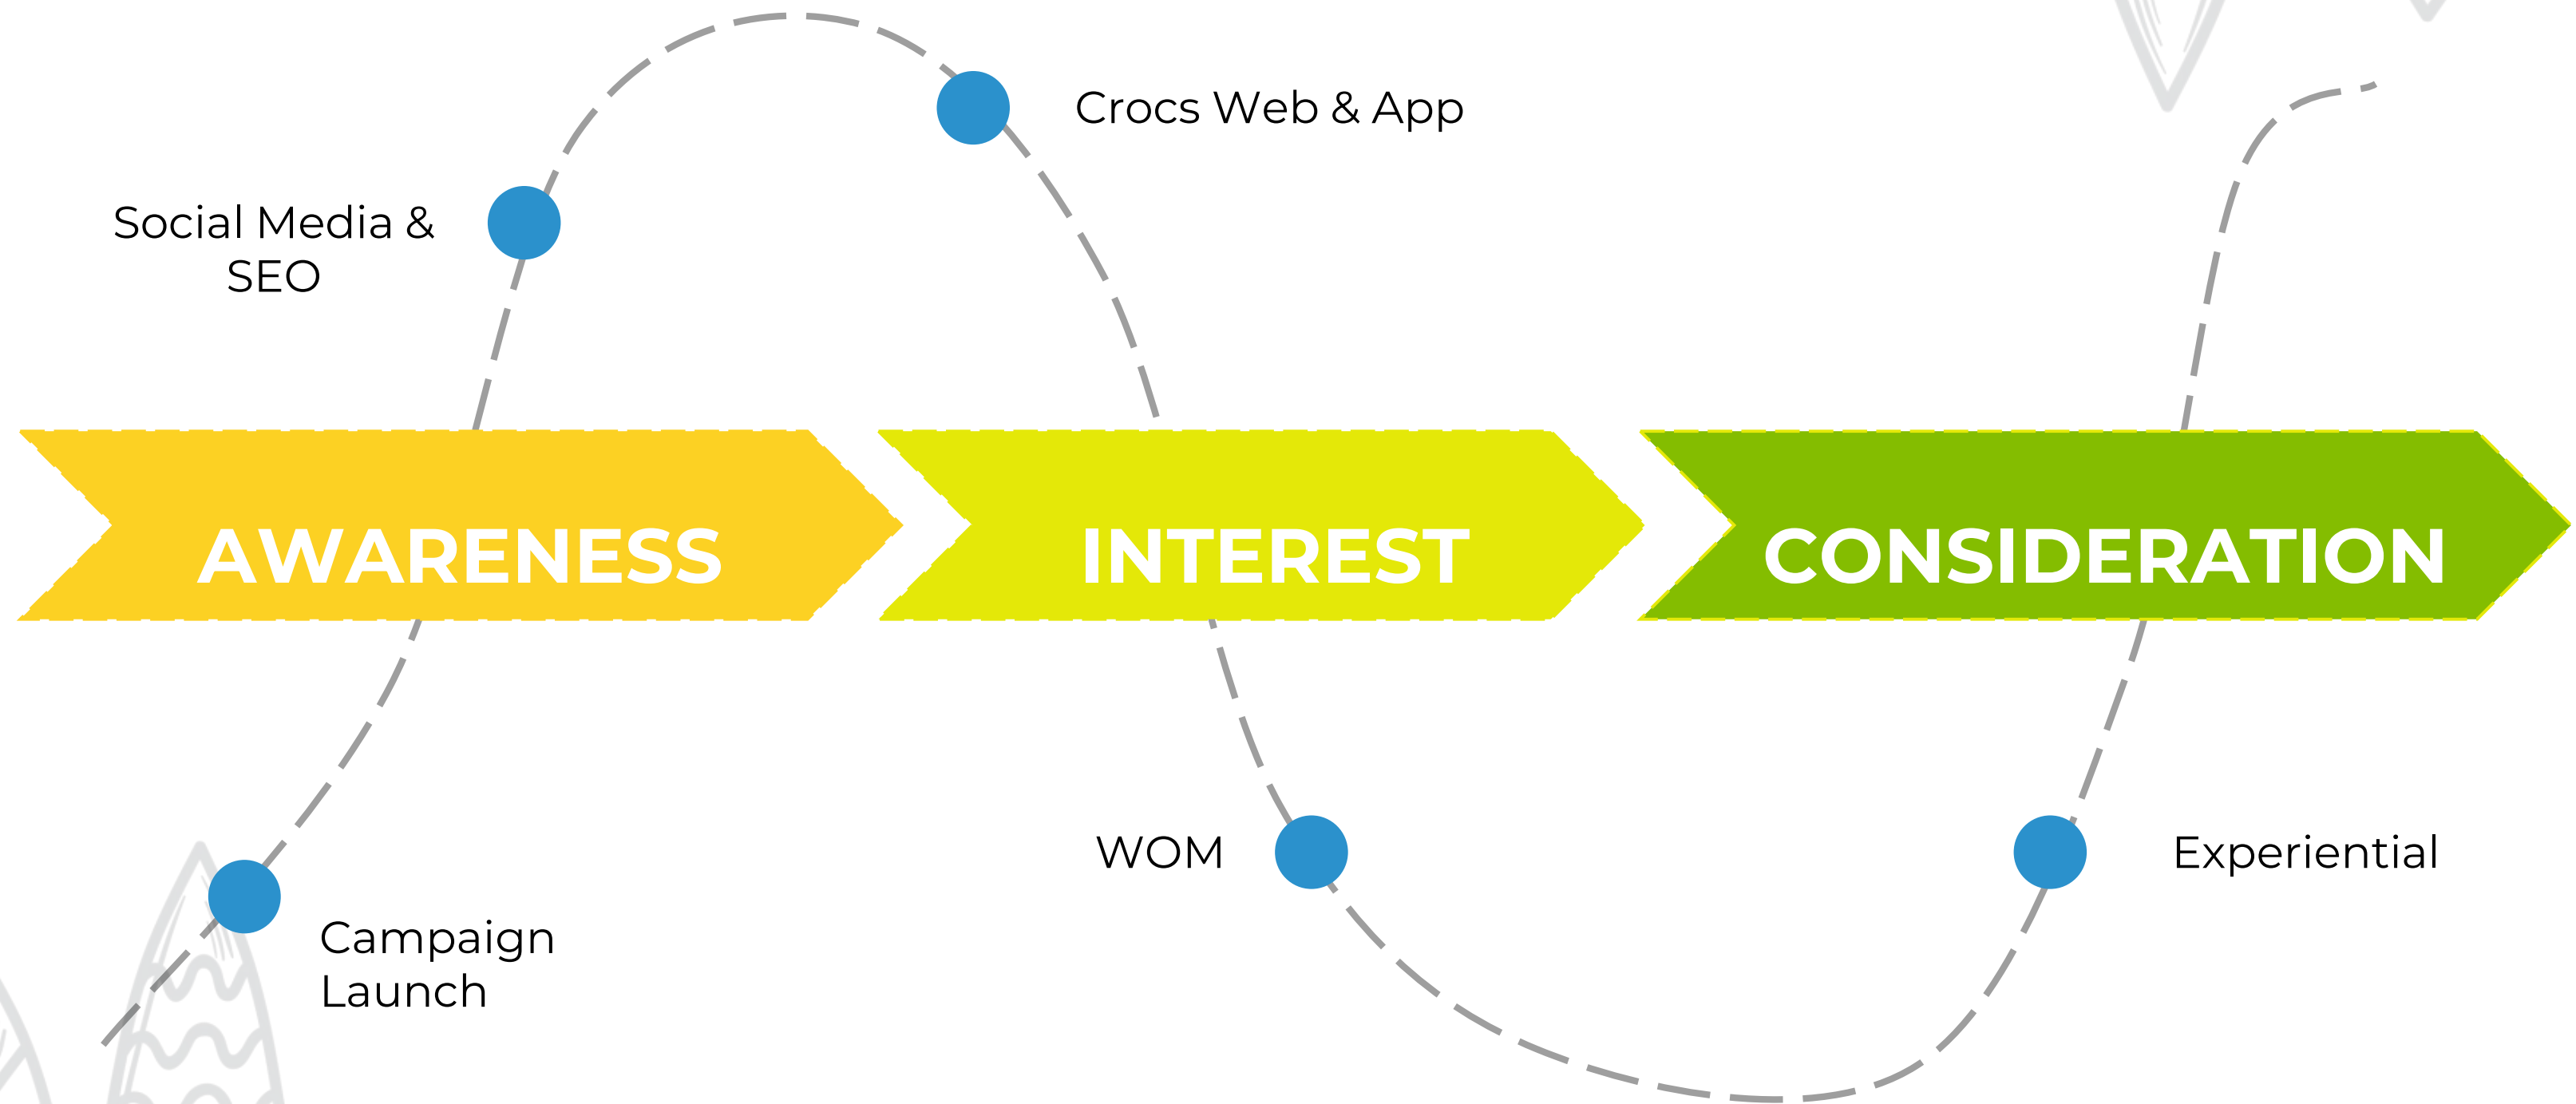 Crocs Web & App
Social Media &
SEO
AWARENESS
INTEREST
CONSIDERATION
WOM
Experiential
Campaign
Launch